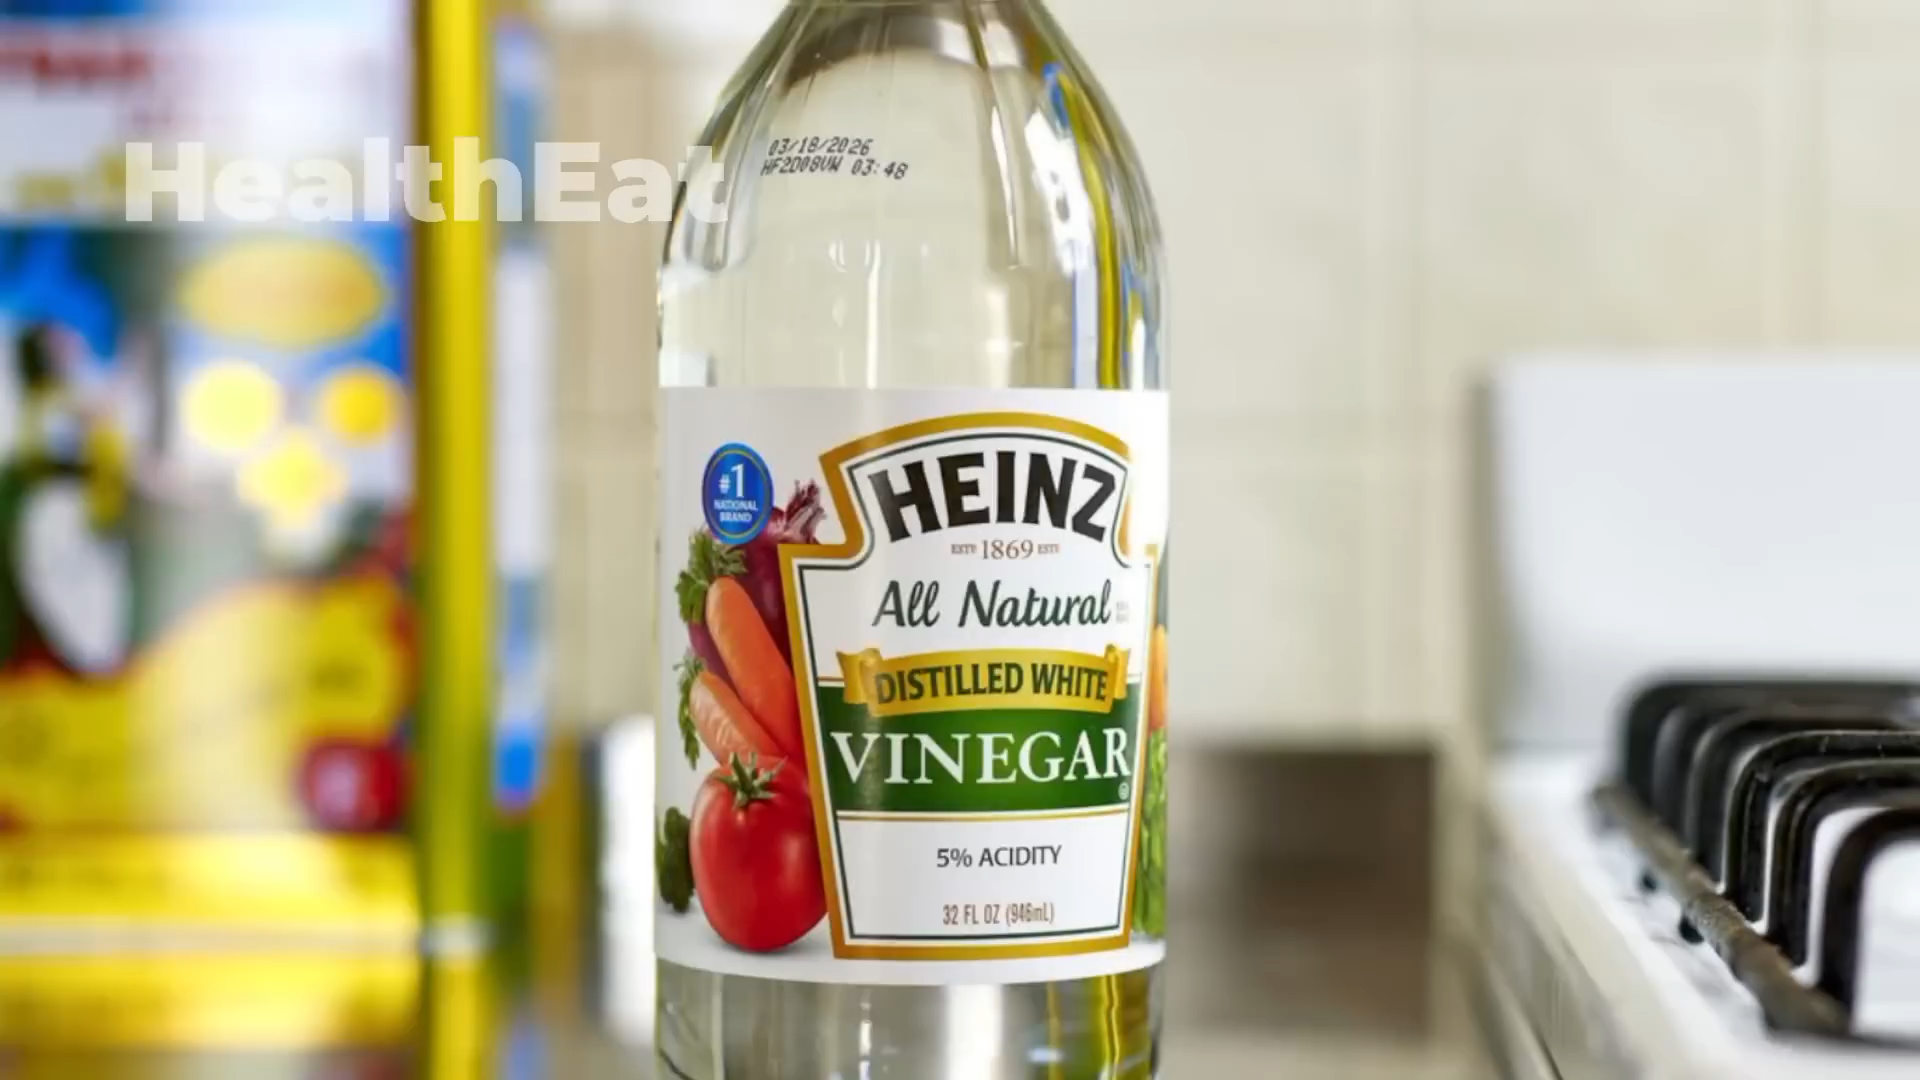 HealthEat
03/18/2026
HF2D08VW 03:48
#1
NATIONAL
BRAND
HEINZ
ESTD 1869 ESTD
All Natural
DISTILLED WHITE
VINEGAR
5% ACIDITY
32 FL OZ (946mL)